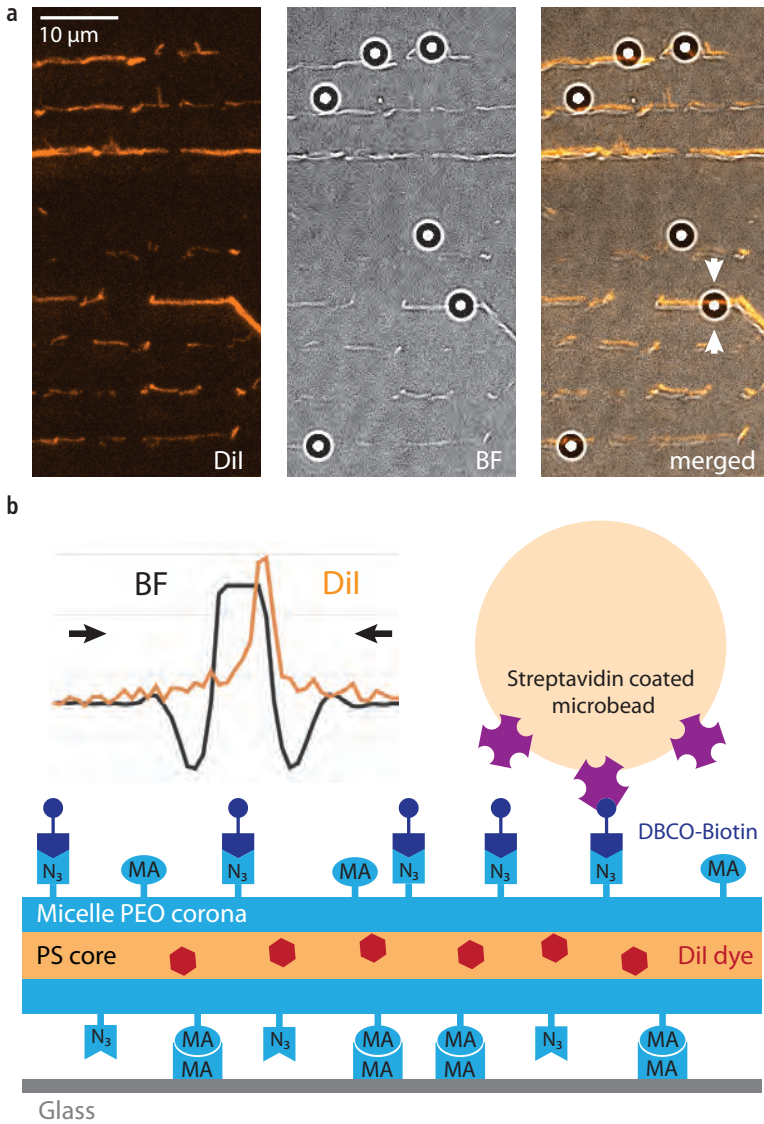 a
10 µm
DiI
BF
merged
b
BF
DiI
Streptavidin coated
microbead
DBCO-Biotin
N₃
MA
N₃
MA
N₃
N₃
N₃
MA
Micelle PEO corona
PS core
DiI dye
N₃
MA
N₃
MA
MA
N₃
MA
MA
MA
MA
MA
Glass